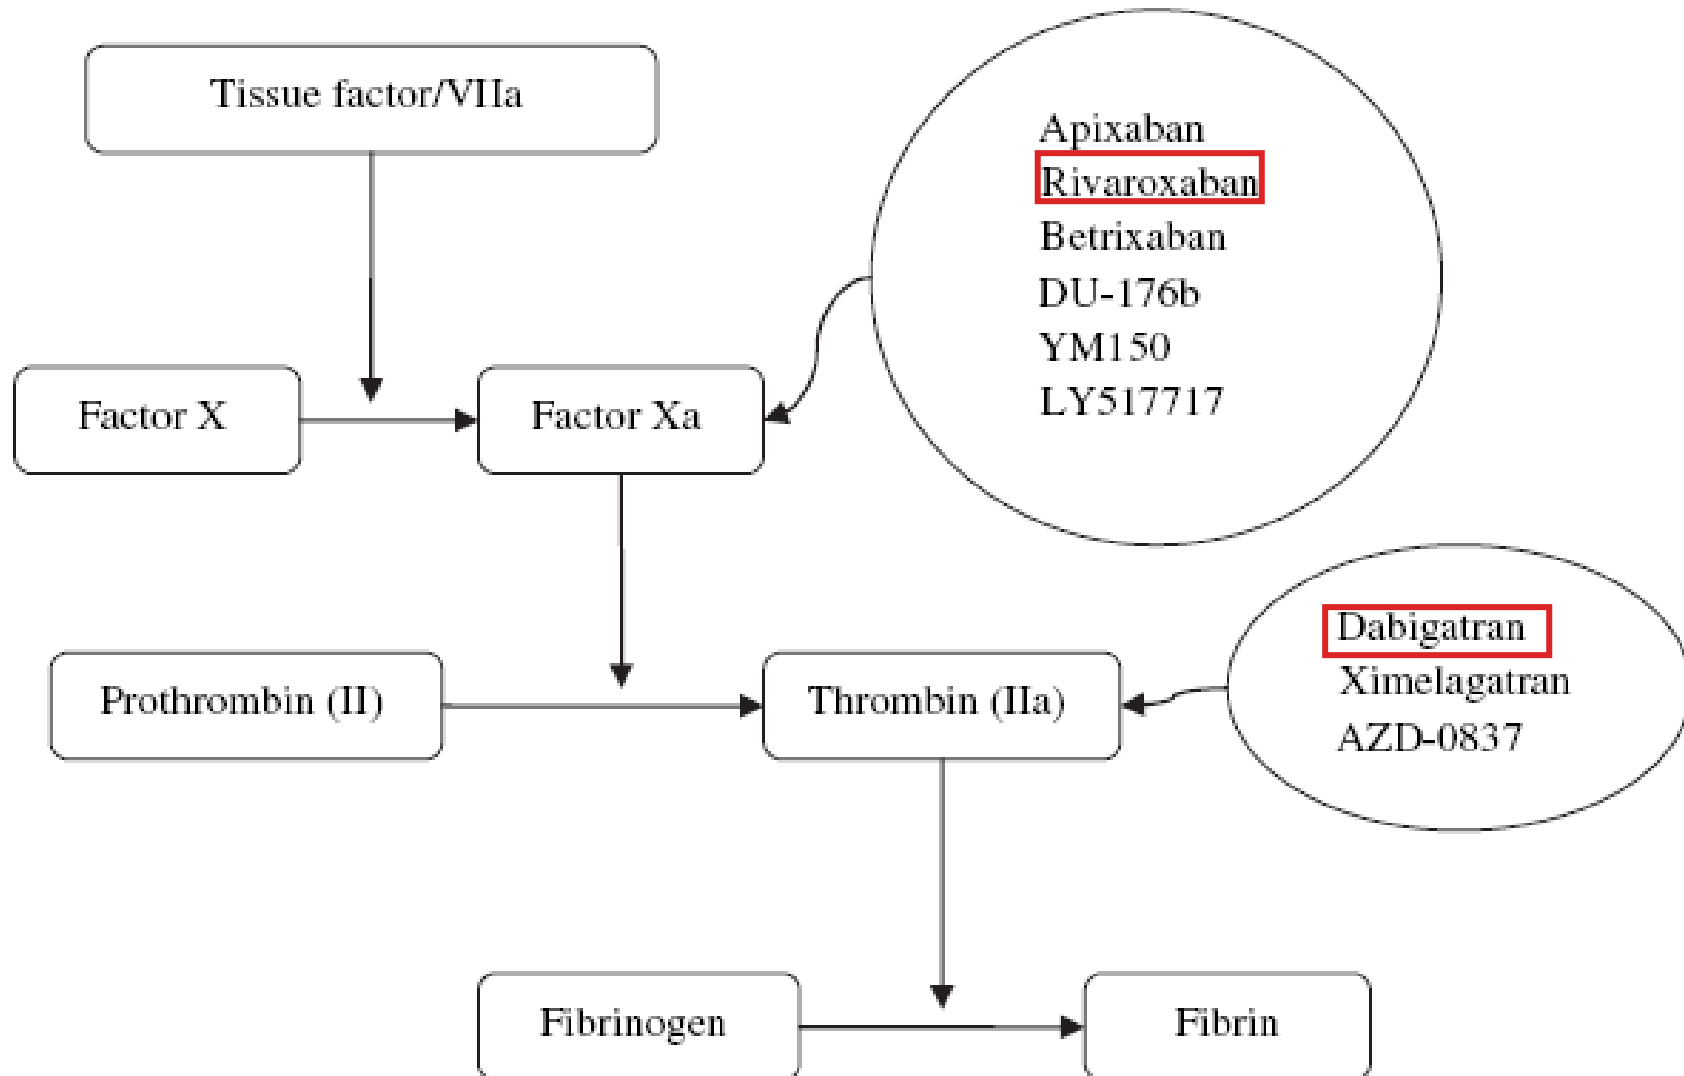 Tissue factor/VIIa
Apixaban
Rivaroxaban
Betrixaban
DU-176b
YM150
LY517717
Factor X
Factor Xa
Dabigatran
Ximelagatran
AZD-0837
Prothrombin (II)
Thrombin (IIa)
Fibrinogen
Fibrin